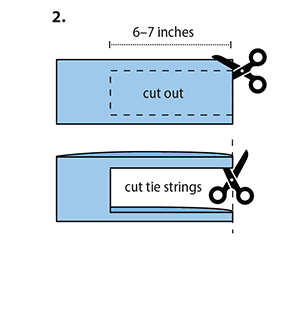 2.
6–7 inches
cut out
cut tie strings